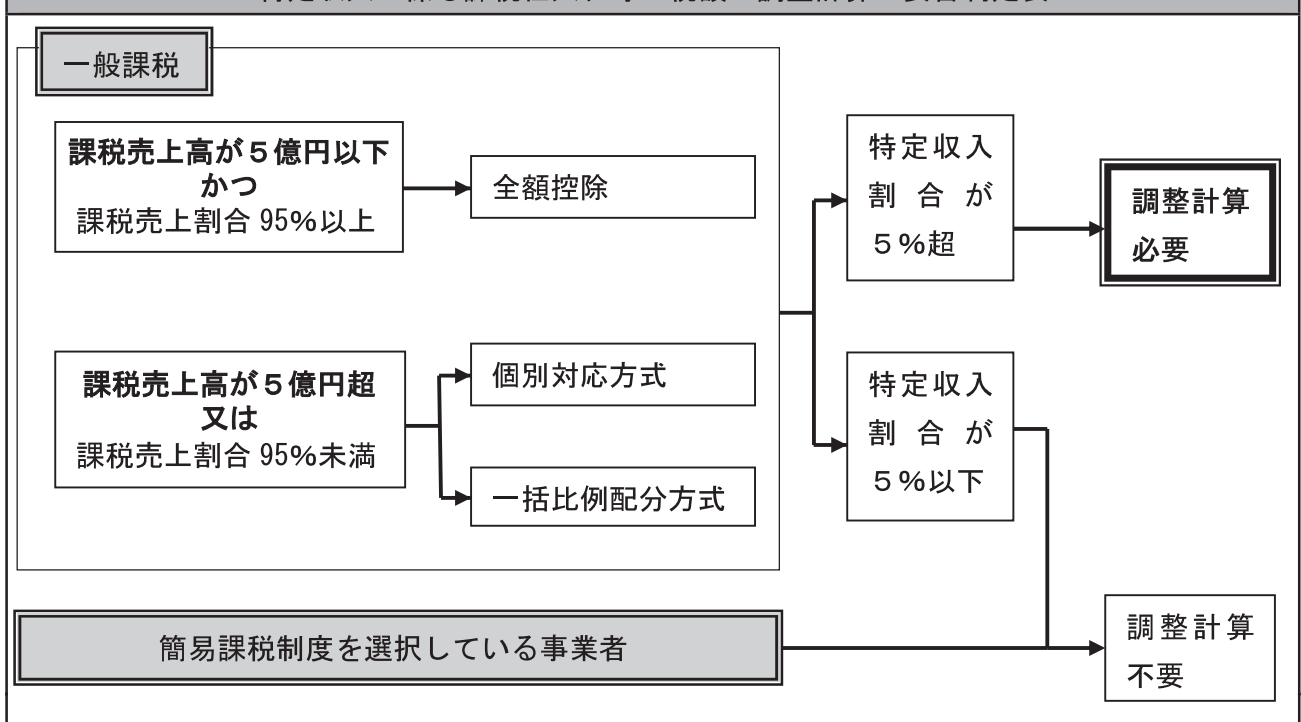 一般課税
課税売上高が５億円以下
かつ
課税売上割合 95%以上
全額控除
課税売上高が５億円超
又は
課税売上割合 95%未満
個別対応方式
一括比例配分方式
特定収入
割合が
５%超
調整計算
必要
特定収入
割合が
５%以下
簡易課税制度を選択している事業者
調整計算
不要